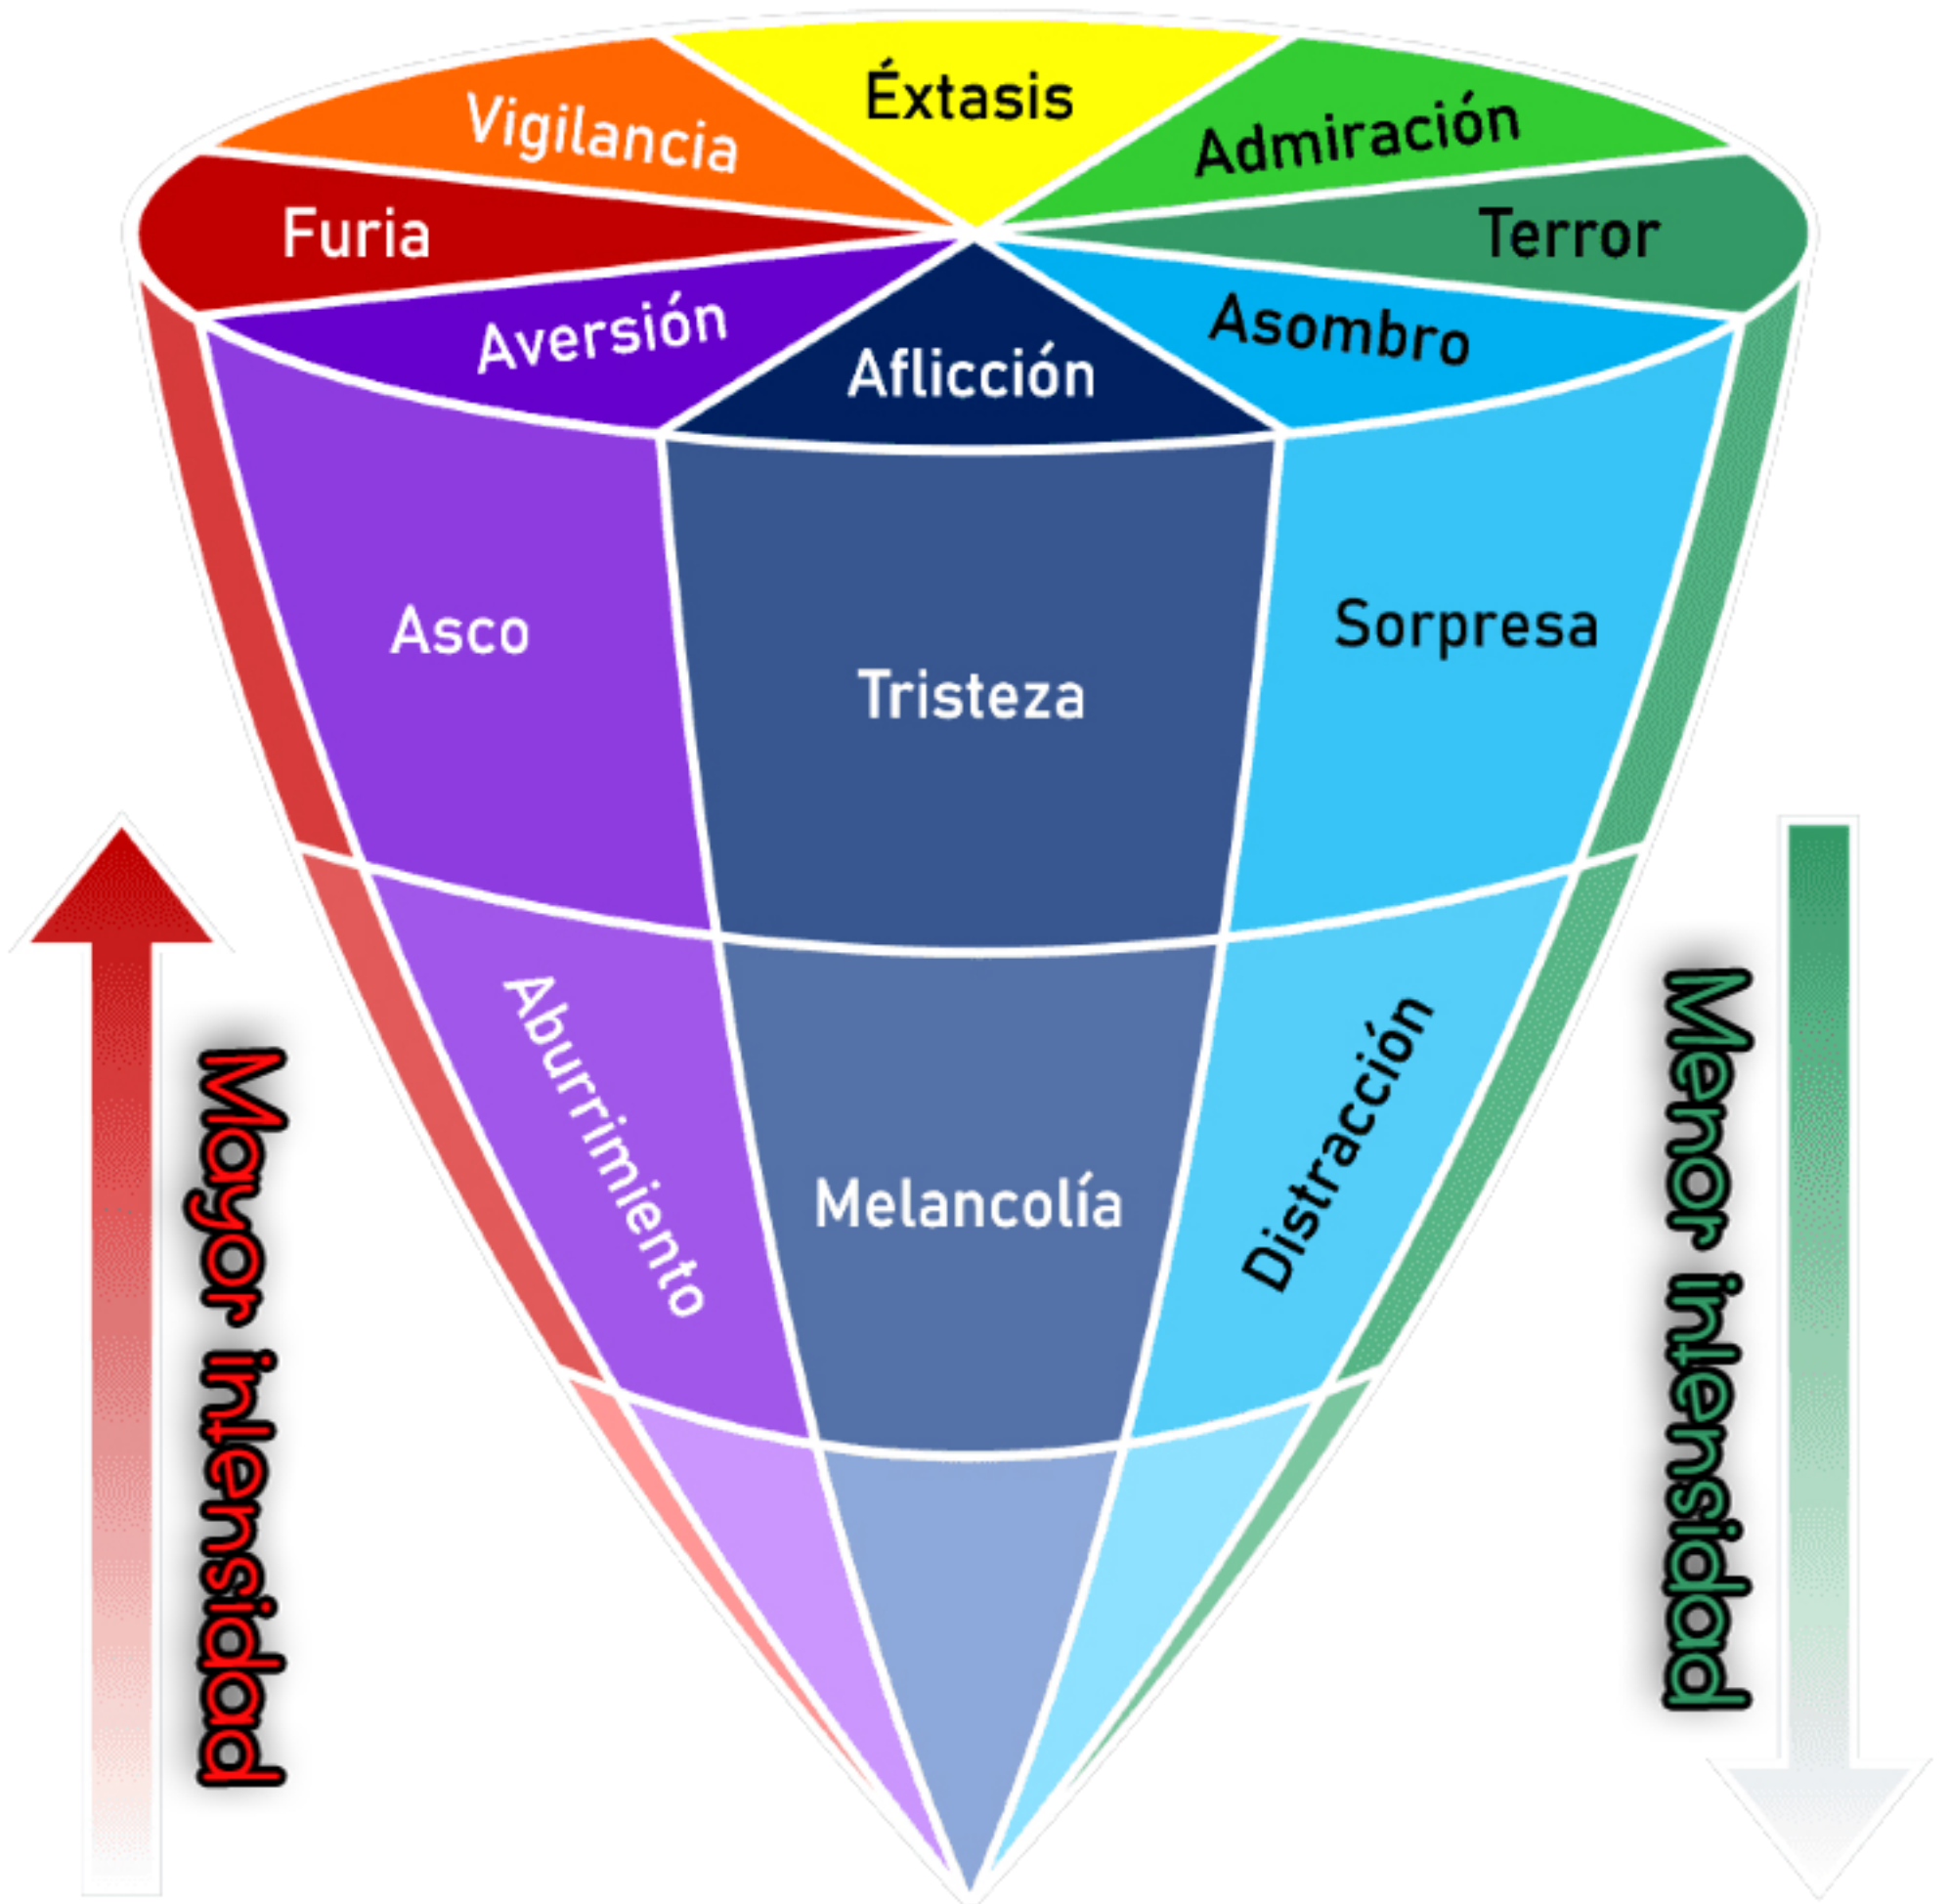 Éxtasis
Vigilancia
Admiración
Furia
Terror
Aversión
Asombro
Aflicción
Asco
Sorpresa
Tristeza
Aburrimiento
Melancolía
Distracción
Mayor intensidad
Menor intensidad